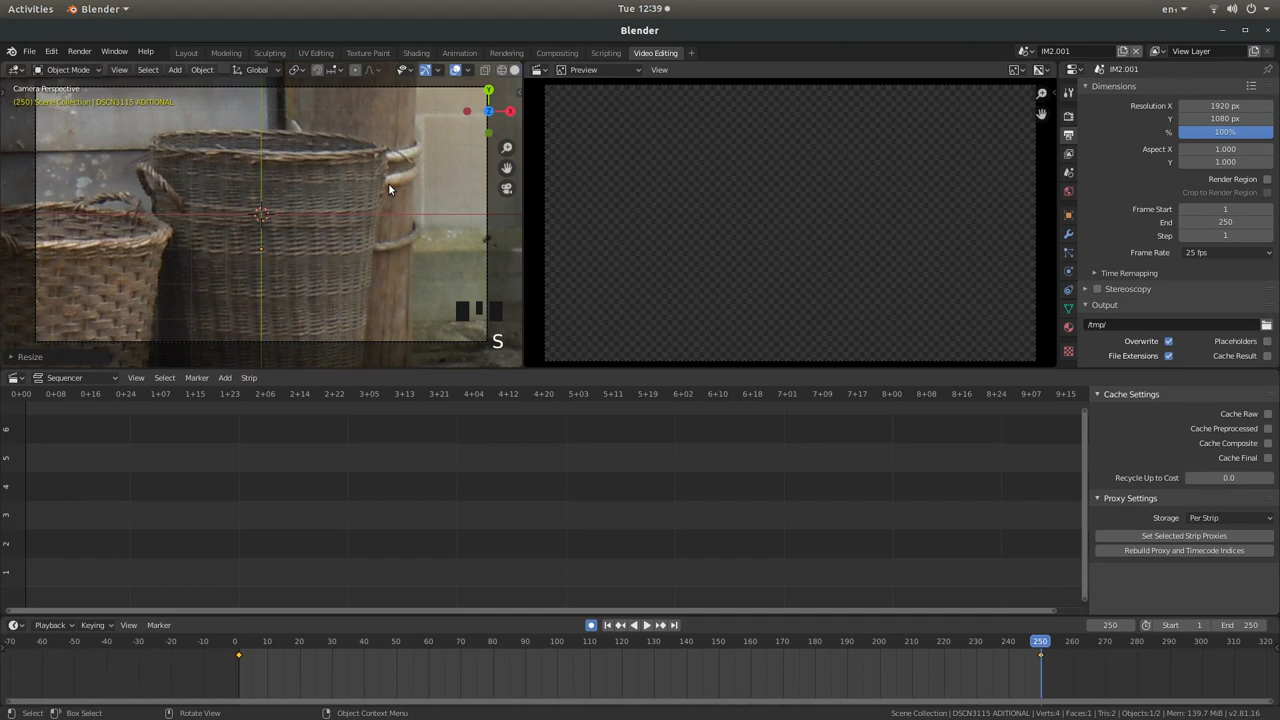 Activities Blender Tue 12:39 en₁
Blender
File Edit Render Window Help Layout Modeling Sculpting UV Editing Texture Paint Shading Animation Rendering Compositing Scripting Video Editing + IM2.001 View Layer
Object Mode View Select Add Object Global Preview View IM2.001
Camera Perspective
(250) Scene Collection | DSCN3115 ADITIONAL
Y
Z X
S
Resize
Dimensions
Resolution X 1920 px
Y 1080 px
% 100%
Aspect X 1.000
Y 1.000
Render Region
Crop to Render Region
Frame Start 1
End 250
Step 1
Frame Rate 25 fps
Time Remapping
Stereoscopy
Output
/tmp/
Overwrite Placeholders
File Extensions Cache Result
Sequencer View Select Marker Add Strip
0+00 0+08 0+16 0+24 1+07 1+15 1+23 2+06 2+14 2+22 3+05 3+13 3+21 4+04 4+12 4+20 5+03 5+11 5+19 6+02 6+10 6+18 7+01 7+09 7+17 8+00 8+08 8+16 8+24 9+07 9+15
6
5
4
3
2
1
Cache Settings
Cache Raw
Cache Preprocessed
Cache Composite
Cache Final
Recycle Up to Cost 0.0
Proxy Settings
Storage Per Strip
Set Selected Strip Proxies
Rebuild Proxy and Timecode Indices
Playback Keying View Marker 250 Start 1 End 250
-70 -60 -50 -40 -30 -20 -10 0 10 20 30 40 50 60 70 80 90 100 110 120 130 140 150 160 170 180 190 200 210 220 230 240 250 260 270 280 290 300 310 320
Select Box Select Rotate View Object Context Menu Scene Collection | DSCN3115 ADITIONAL | Verts:4 | Faces:1 | Tris:2 | Objects:1/2 | Mem: 139.7 MiB | v2.81.16